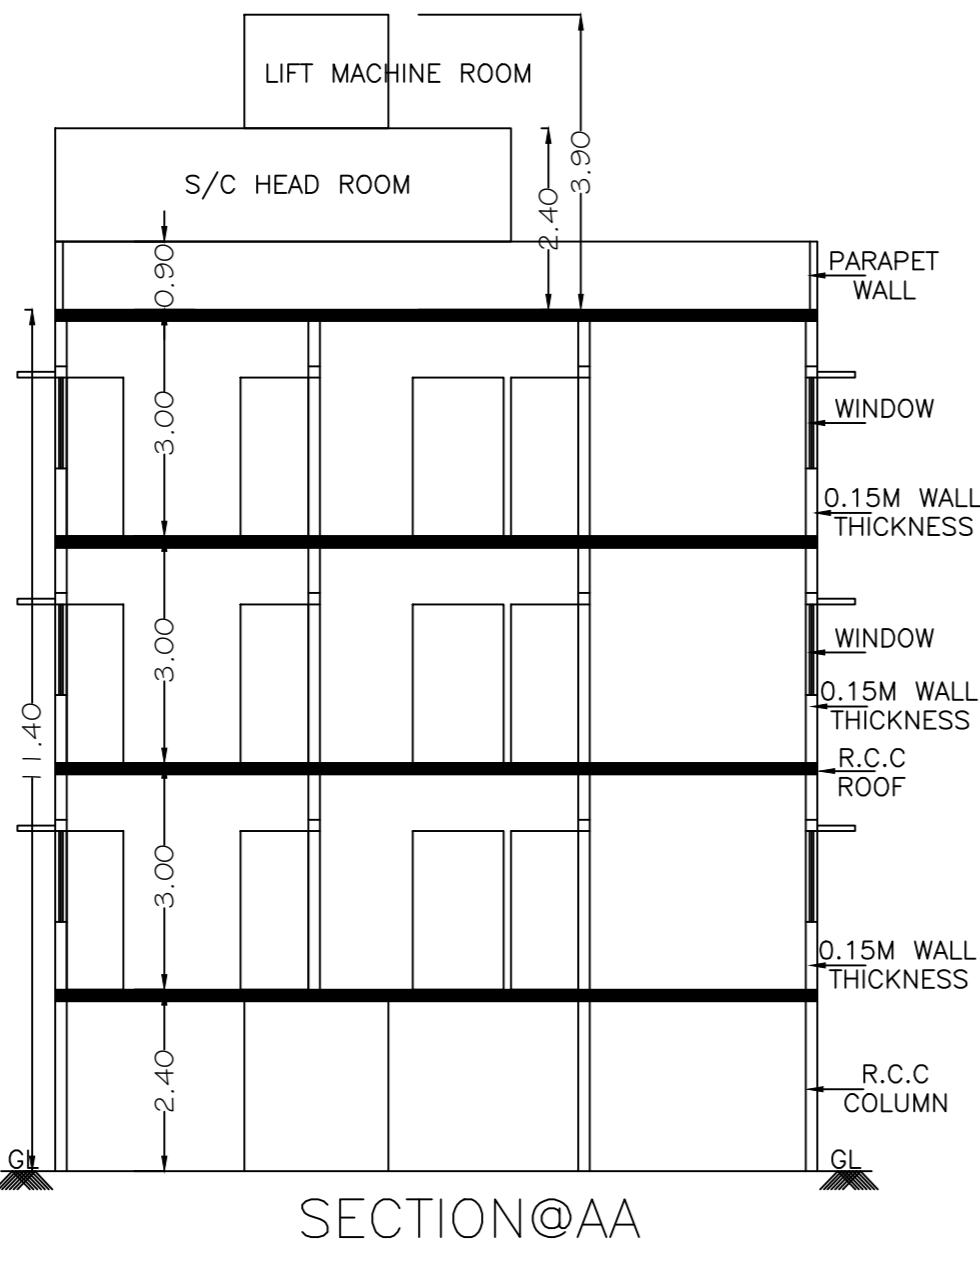 LIFT MACHINE ROOM
3.90
S/C HEAD ROOM
2.40
0.90
PARAPET
WALL
3.00
WINDOW
0.15M WALL
THICKNESS
3.00
WINDOW
0.15M WALL
THICKNESS
11.40
R.C.C
ROOF
3.00
0.15M WALL
THICKNESS
2.40
R.C.C
COLUMN
GL
GL
SECTION@AA